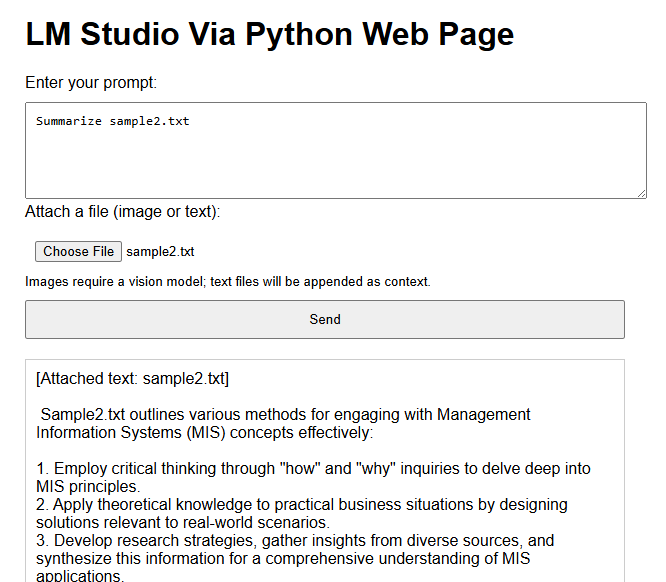 LM Studio Via Python Web Page
Enter your prompt:
Summarize sample2.txt
Attach a file (image or text):
Choose File sample2.txt
Images require a vision model; text files will be appended as context.
Send
[Attached text: sample2.txt]
Sample2.txt outlines various methods for engaging with Management
Information Systems (MIS) concepts effectively:
1. Employ critical thinking through "how" and "why" inquiries to delve deep into
MIS principles.
2. Apply theoretical knowledge to practical business situations by designing
solutions relevant to real-world scenarios.
3. Develop research strategies, gather insights from diverse sources, and
synthesize this information for a comprehensive understanding of MIS
applications.